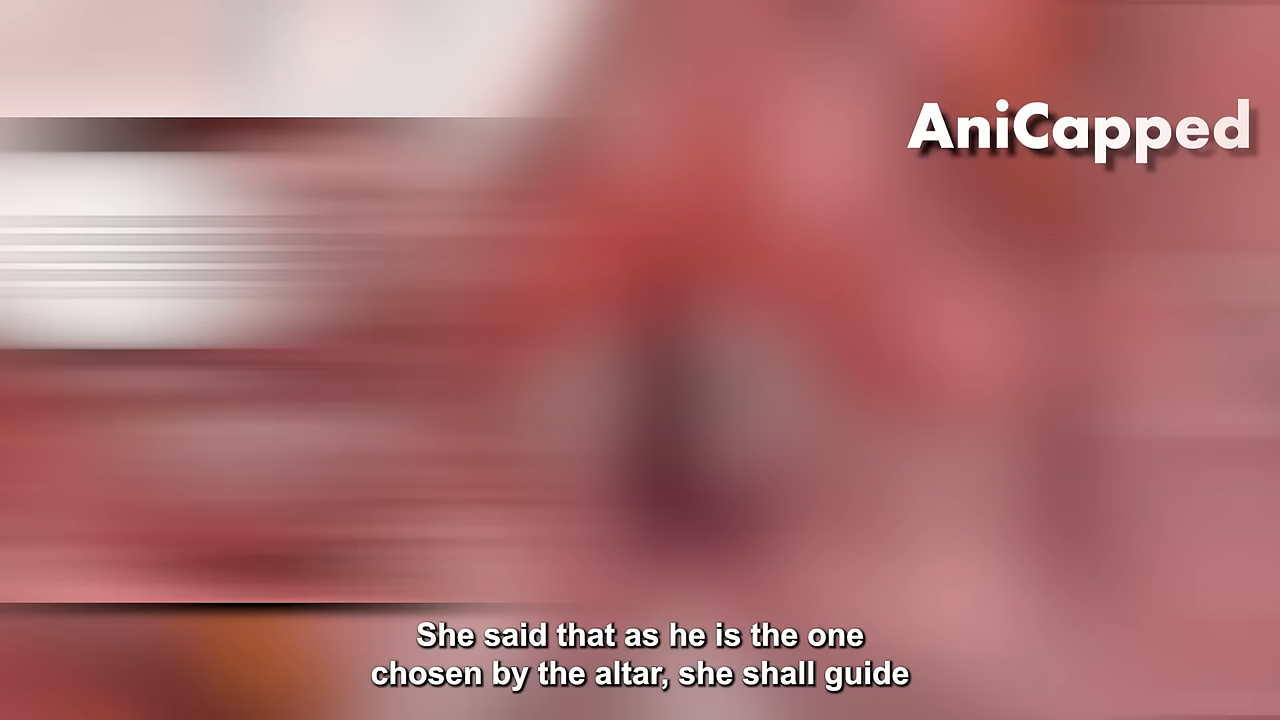 AniCapped
She said that as he is the one
chosen by the altar, she shall guide